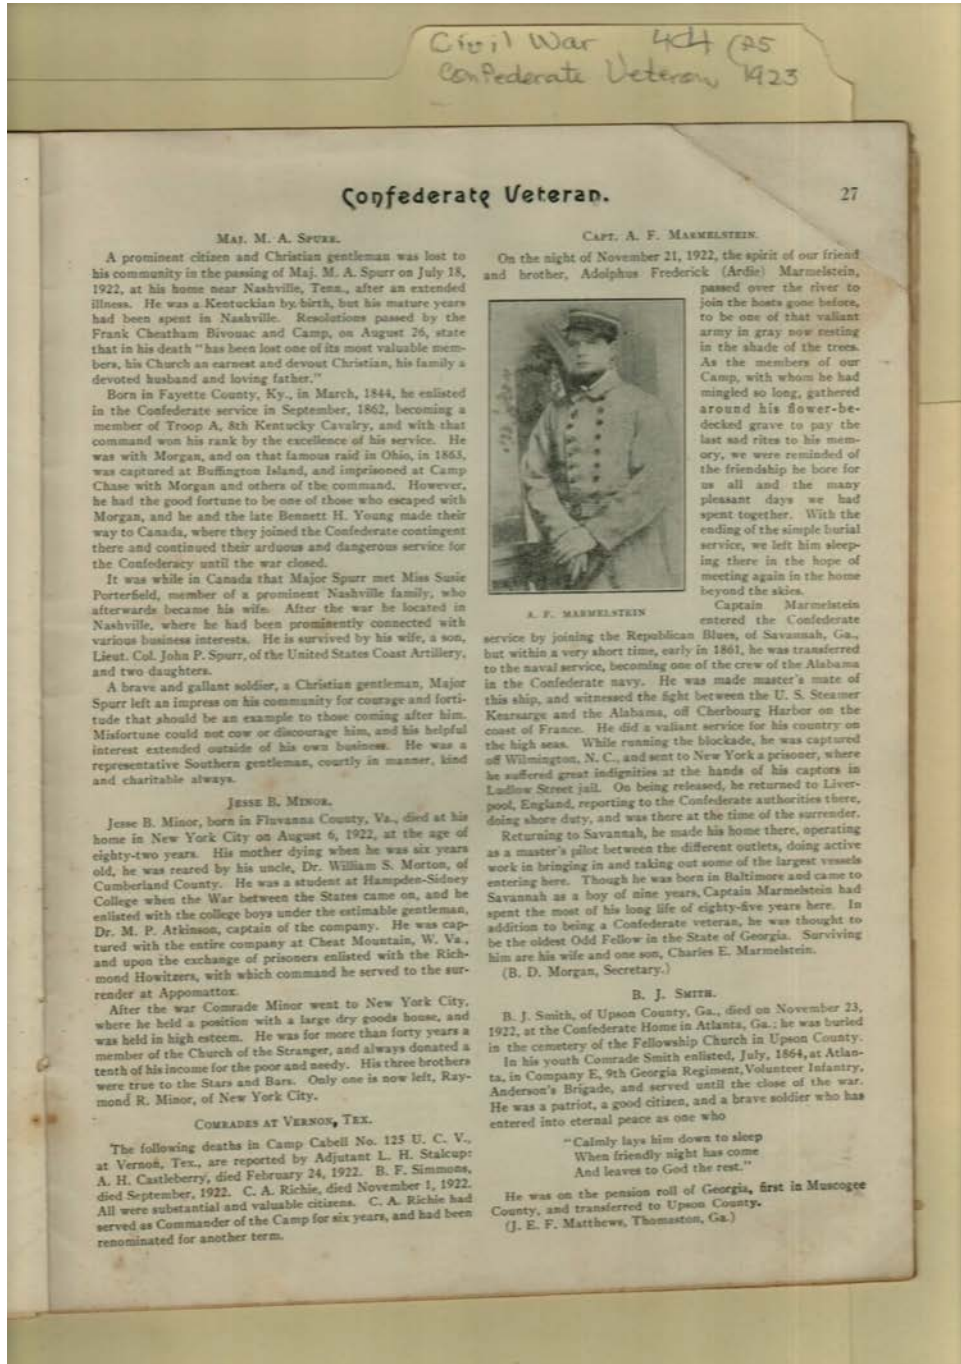 Civil War 44 (25
Confederate Veteran, 1923
Confederate Veteran.
27
MAJ. M. A. SPURR.
A prominent citizen and Christian gentleman was lost to
his community in the passing of Maj. M. A. Spurr on July 18,
1922, at his home near Nashville, Tenn., after an extended
illness. He was a Kentuckian by birth, but his mature years
had been spent in Nashville. Resolutions passed by the
Frank Cheatham Bivouac and Camp, on August 26, state
that in his death "has been lost one of its most valuable mem-
bers, his Church an earnest and devout Christian, his family a
devoted husband and loving father."
Born in Fayette County, Ky., in March, 1844, he enlisted
in the Confederate service in September, 1862, becoming a
member of Troop A, 8th Kentucky Cavalry, and with that
command won his rank by the excellence of his service. He
was with Morgan, and on that famous raid in Ohio, in 1863,
was captured at Buffington Island, and imprisoned at Camp
Chase with Morgan and others of the command. However,
he had the good fortune to be one of those who escaped with
Morgan, and he and the late Bennett H. Young made their
way to Canada, where they joined the Confederate contingent
there and continued their arduous and dangerous service for
the Confederacy until the war closed.
It was while in Canada that Major Spurr met Miss Susie
Porterfield, member of a prominent Nashville family, who
afterwards became his wife. After the war he located in
Nashville, where he had been prominently connected with
various business interests. He is survived by his wife, a son,
Lieut. Col. John P. Spurr, of the United States Coast Artillery,
and two daughters.
A brave and gallant soldier, a Christian gentleman, Major
Spurr left an impress on his community for courage and forti-
tude that should be an example to those coming after him.
Misfortune could not cow or discourage him, and his helpful
interest extended outside of his own business. He was a
representative Southern gentleman, courtly in manner, kind
and charitable always.
JESSE B. MINOR.
Jesse B. Minor, born in Fluvanna County, Va., died at his
home in New York City on August 6, 1922, at the age of
eighty-two years. His mother dying when he was six years
old, he was reared by his uncle, Dr. William S. Morton, of
Cumberland County. He was a student at Hampden-Sidney
College when the War between the States came on, and he
enlisted with the college boys under the estimable gentleman,
Dr. M. P. Atkinson, captain of the company. He was cap-
tured with the entire company at Cheat Mountain, W. Va.,
and upon the exchange of prisoners enlisted with the Rich-
mond Howitzers, with which command he served to the sur-
render at Appomattox.
After the war Comrade Minor went to New York City,
where he held a position with a large dry goods house, and
was held in high esteem. He was for more than forty years a
member of the Church of the Stranger, and always donated a
tenth of his income for the poor and needy. His three brothers
were true to the Stars and Bars. Only one is now left, Ray-
mond R. Minor, of New York City.
COMRADES AT VERNON, TEX.
The following deaths in Camp Cabell No. 125 U. C. V.,
at Vernon, Tex., are reported by Adjutant L. H. Stalcup:
A. H. Castleberry, died February 24, 1922. B. F. Simmons,
died September, 1922. C. A. Richie, died November 1, 1922.
All were substantial and valuable citizens. C. A. Richie had
served as Commander of the Camp for six years, and had been
renominated for another term.
CAPT. A. F. MARMELSTEIN.
On the night of November 21, 1922, the spirit of our friend
and brother, Adolphus Frederick (Ardie) Marmelstein,
passed over the river to
join the hosts gone before,
to be one of that valiant
army in gray now resting
in the shade of the trees.
As the members of our
Camp, with whom he had
mingled so long, gathered
around his flower-be-
decked grave to pay the
last sad rites to his mem-
ory, we were reminded of
the friendship he bore for
us all and the many
pleasant days we had
spent together. With the
ending of the simple burial
service, we left him sleep-
ing there in the hope of
meeting again in the home
beyond the skies.
A. F. MARMELSTEIN
Captain Marmelstein
entered the Confederate
service by joining the Republican Blues, of Savannah, Ga.,
but within a very short time, early in 1861, he was transferred
to the naval service, becoming one of the crew of the Alabama
in the Confederate navy. He was made master's mate of
this ship, and witnessed the fight between the U. S. Steamer
Kearsarge and the Alabama, off Cherbourg Harbor on the
coast of France. He did a valiant service for his country on
the high seas. While running the blockade, he was captured
off Wilmington, N. C., and sent to New York a prisoner, where
he suffered great indignities at the hands of his captors in
Ludlow Street jail. On being released, he returned to Liver-
pool, England, reporting to the Confederate authorities there,
doing shore duty, and was there at the time of the surrender.
Returning to Savannah, he made his home there, operating
as a master's pilot between the different outlets, doing active
work in bringing in and taking out some of the largest vessels
entering here. Though he was born in Baltimore and came to
Savannah as a boy of nine years, Captain Marmelstein had
spent the most of his long life of eighty-five years here. In
addition to being a Confederate veteran, he was thought to
be the oldest Odd Fellow in the State of Georgia. Surviving
him are his wife and one son, Charles E. Marmelstein.
(B. D. Morgan, Secretary.)
B. J. SMITH.
B. J. Smith, of Upson County, Ga., died on November 23,
1922, at the Confederate Home in Atlanta, Ga.; he was buried
in the cemetery of the Fellowship Church in Upson County.
In his youth Comrade Smith enlisted, July, 1864, at Atlan-
ta, in Company E, 9th Georgia Regiment, Volunteer Infantry,
Anderson's Brigade, and served until the close of the war.
He was a patriot, a good citizen, and a brave soldier who has
entered into eternal peace as one who
"Calmly lays him down to sleep
When friendly night has come
And leaves to God the rest."
He was on the pension roll of Georgia, first in Muscogee
County, and transferred to Upson County.
(J. E. F. Matthews, Thomaston, Ga.)